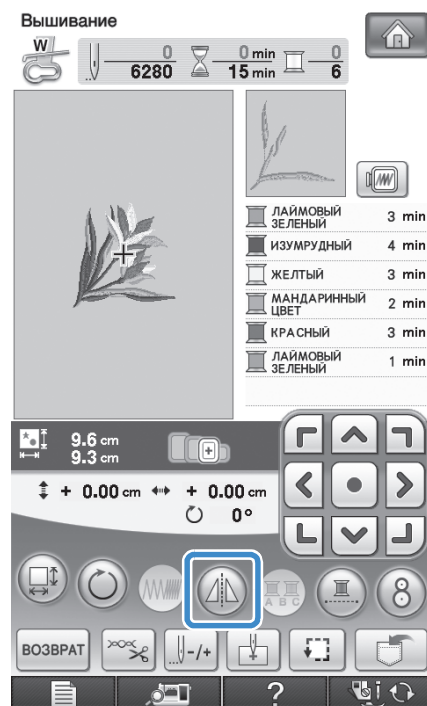 Вышивание
W
0 0 min 0
6280 15 min 6
ЛАЙМОВЫЙ ЗЕЛЕНЫЙ 3 min
ИЗУМРУДНЫЙ 4 min
ЖЕЛТЫЙ 3 min
МАНДАРИННЫЙ ЦВЕТ 2 min
КРАСНЫЙ 3 min
ЛАЙМОВЫЙ ЗЕЛЕНЫЙ 1 min
9.6 cm
9.3 cm
+ 0.00 cm + 0.00 cm
0°
A B C
8
ВОЗВРАТ
-/+
?